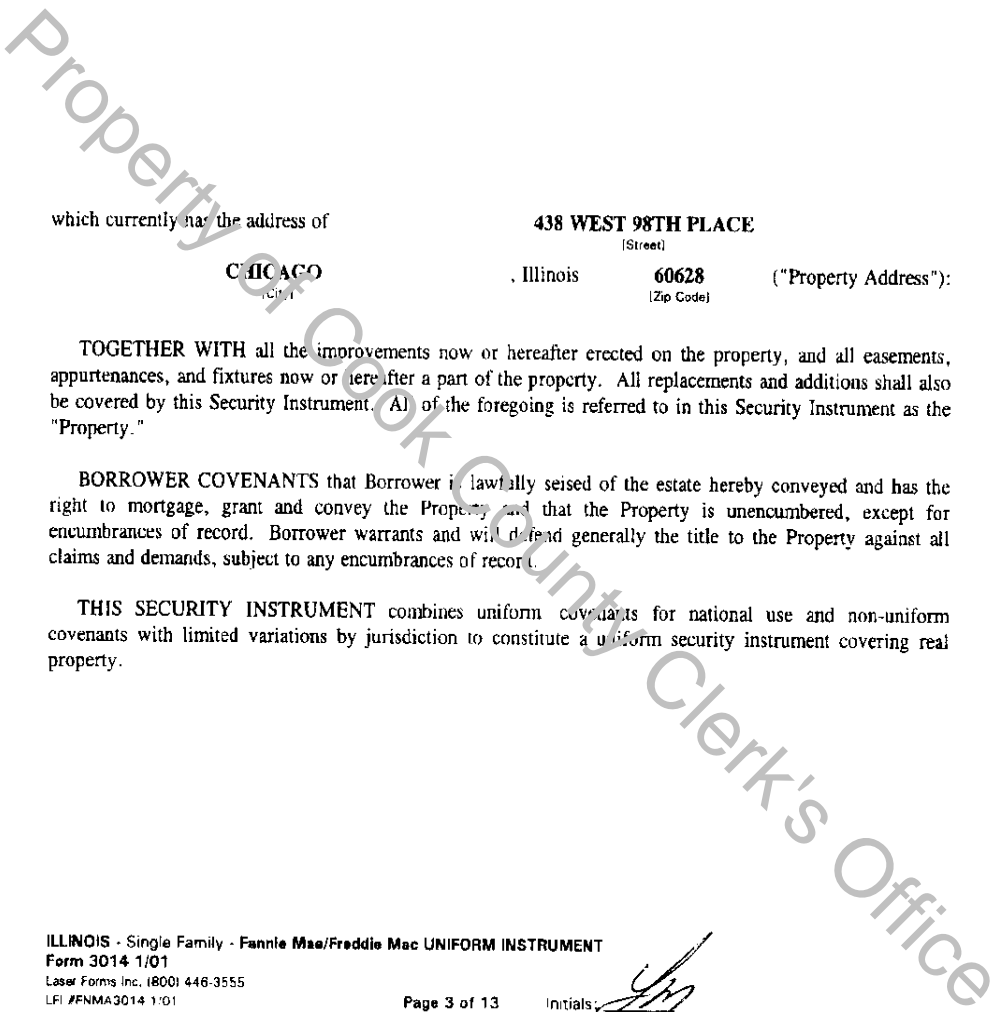 Property of Cook County Clerk's Office
which currently has the address of 438 WEST 98TH PLACE
[Street]
CHICAGO , Illinois 60628 ("Property Address"):
[City] [Zip Code]
TOGETHER WITH all the improvements now or hereafter erected on the property, and all easements,
appurtenances, and fixtures now or hereafter a part of the property. All replacements and additions shall also
be covered by this Security Instrument. All of the foregoing is referred to in this Security Instrument as the
"Property."
BORROWER COVENANTS that Borrower is lawfully seised of the estate hereby conveyed and has the
right to mortgage, grant and convey the Property and that the Property is unencumbered, except for
encumbrances of record. Borrower warrants and will defend generally the title to the Property against all
claims and demands, subject to any encumbrances of record.
THIS SECURITY INSTRUMENT combines uniform covenants for national use and non-uniform
covenants with limited variations by jurisdiction to constitute a uniform security instrument covering real
property.
ILLINOIS - Single Family - Fannie Mae/Freddie Mac UNIFORM INSTRUMENT
Form 3014 1/01
Laser Forms Inc. (800) 446-3555
LFI #FNMA3014 1/01 Page 3 of 13 Initials: